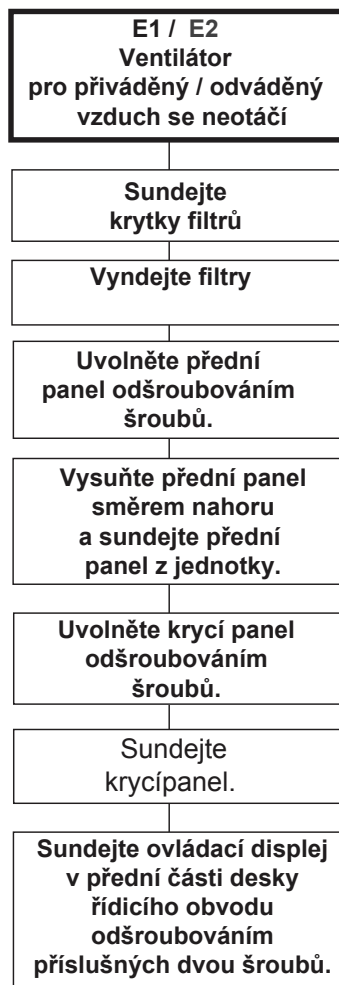 E1 / E2
Ventilátor
pro přiváděný / odváděný
vzduch se neotáčí
Sundejte
krytky filtrů
Vyndejte filtry
Uvolněte přední
panel odšroubováním
šroubů.
Vysuňte přední panel
směrem nahoru
a sundejte přední
panel z jednotky.
Uvolněte krycí panel
odšroubováním
šroubů.
Sundejte
krycípanel.
Sundejte ovládací displej
v přední části desky
řídicího obvodu
odšroubováním
příslušných dvou šroubů.